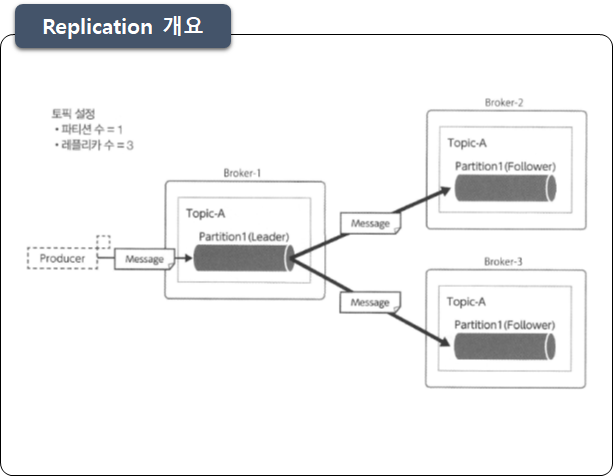 Replication 개요
토픽 설정
• 파티션 수 = 1
• 레플리카 수 = 3
Broker-1
Topic-A
Partition1(Leader)
Producer
Message
Message
Message
Broker-2
Topic-A
Partition1(Follower)
Broker-3
Topic-A
Partition1(Follower)